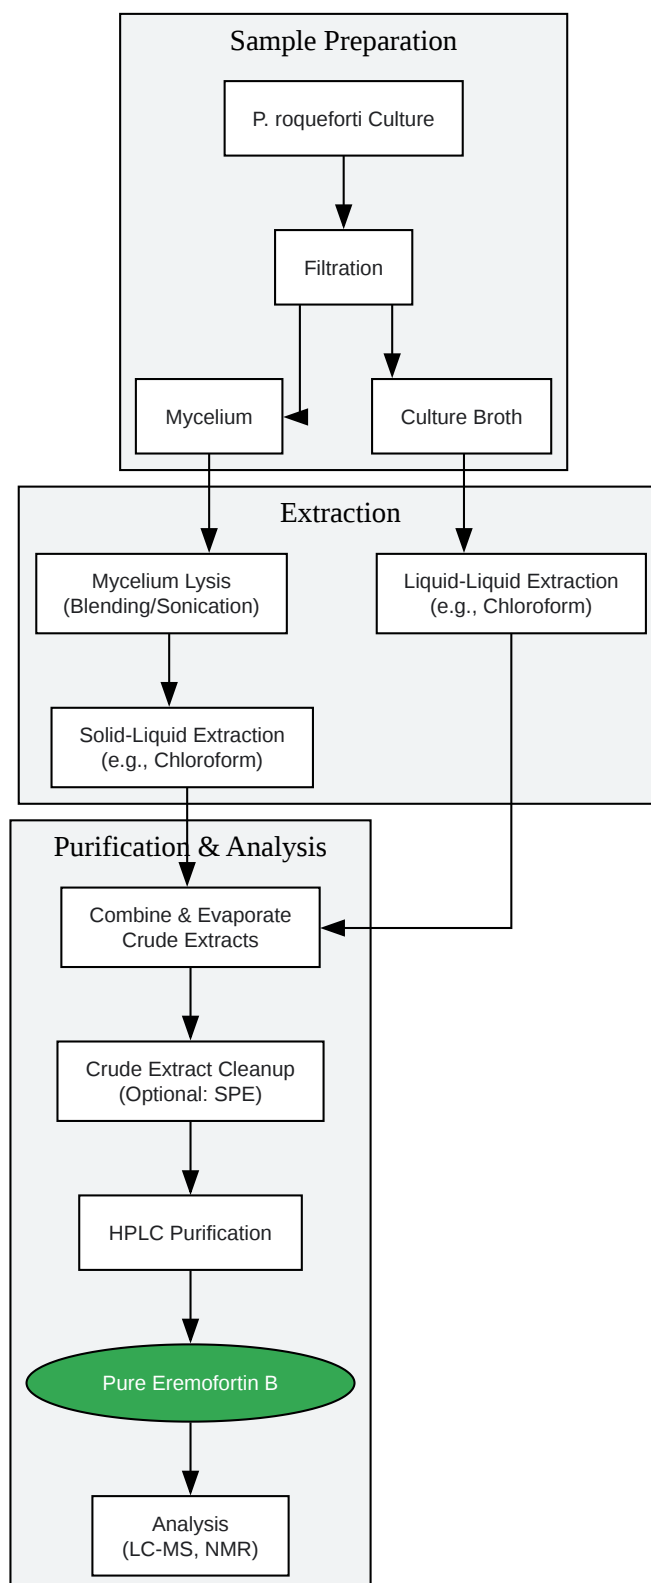 Sample Preparation
P. roqueforti Culture
Filtration
Mycelium
Culture Broth
Extraction
Mycelium Lysis
(Blending/Sonication)
Liquid-Liquid Extraction
(e.g., Chloroform)
Solid-Liquid Extraction
(e.g., Chloroform)
Purification & Analysis
Combine & Evaporate
Crude Extracts
Crude Extract Cleanup
(Optional: SPE)
HPLC Purification
Pure Eremofortin B
Analysis
(LC-MS, NMR)